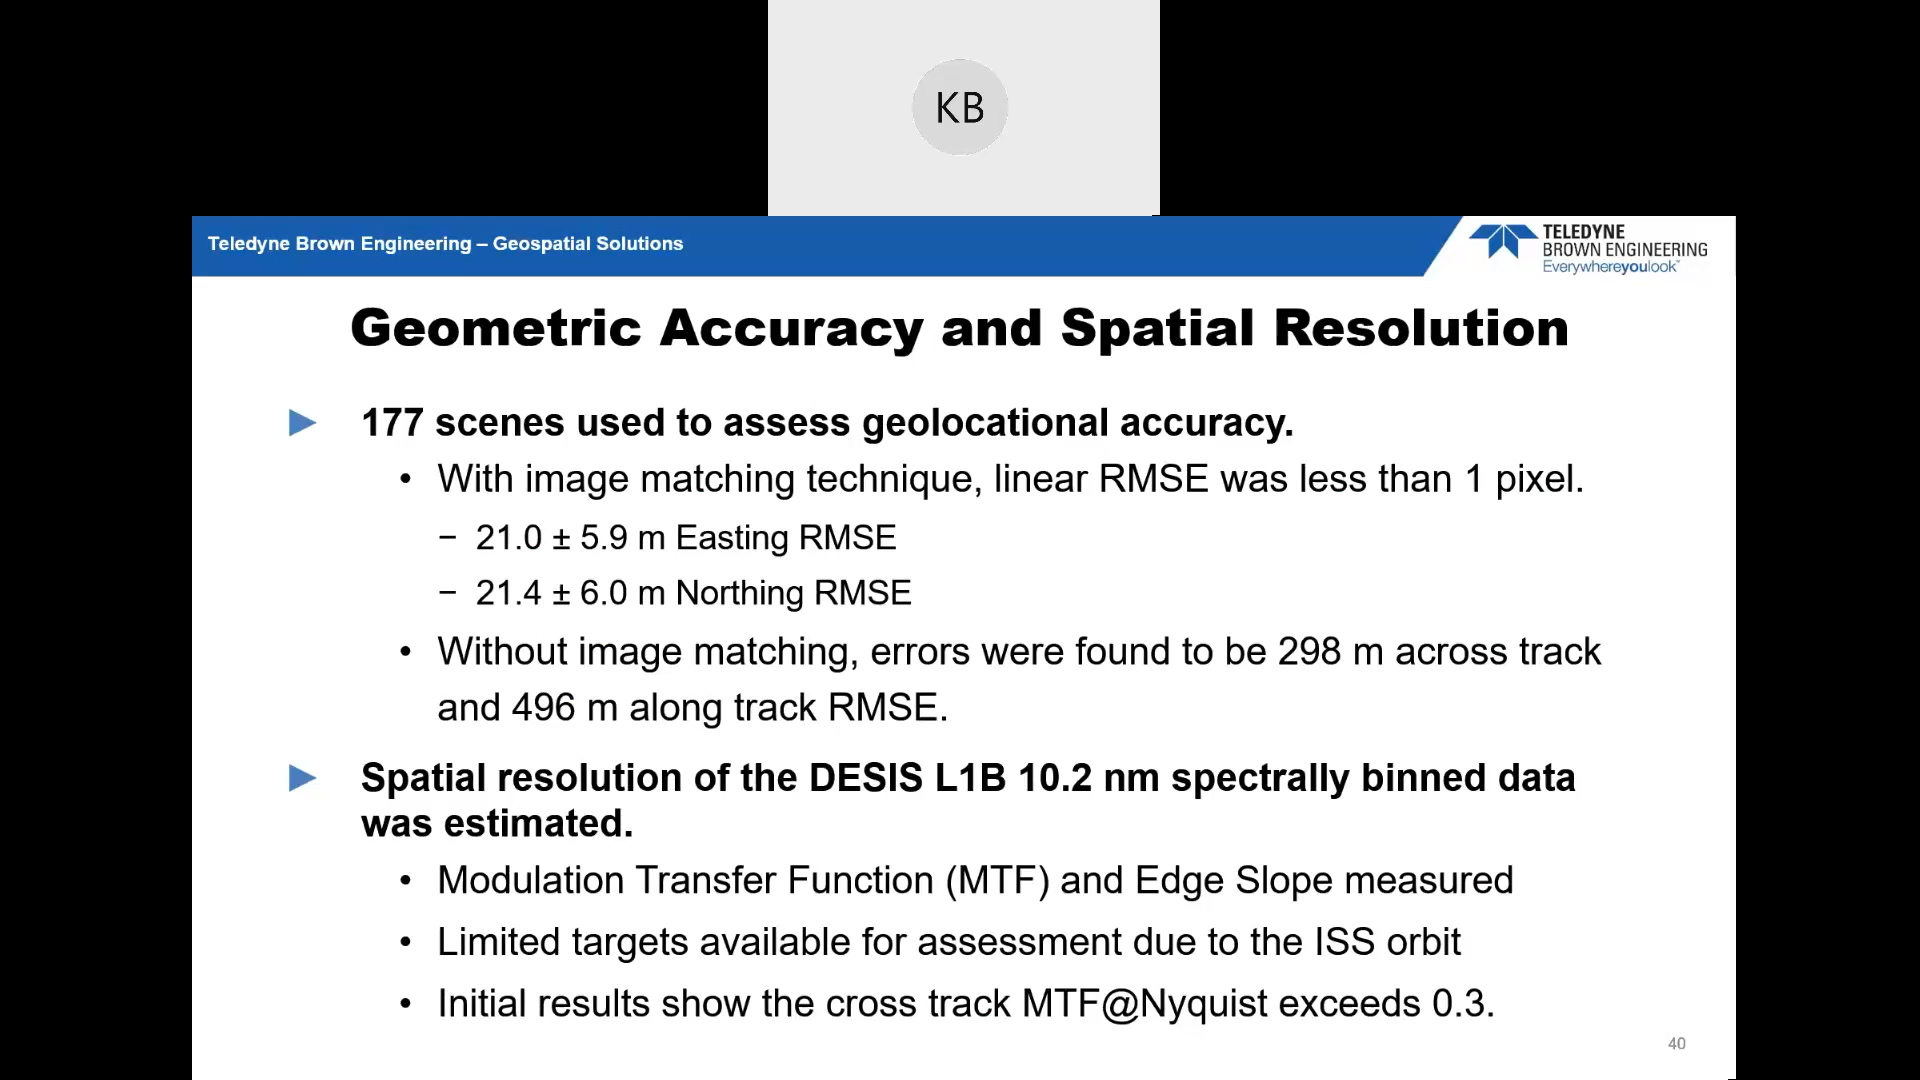 KB
Teledyne Brown Engineering – Geospatial Solutions
TELEDYNE
BROWN ENGINEERING
Everywhereyoulook™
Geometric Accuracy and Spatial Resolution
► 177 scenes used to assess geolocational accuracy.
• With image matching technique, linear RMSE was less than 1 pixel.
− 21.0 ± 5.9 m Easting RMSE
− 21.4 ± 6.0 m Northing RMSE
• Without image matching, errors were found to be 298 m across track
and 496 m along track RMSE.
► Spatial resolution of the DESIS L1B 10.2 nm spectrally binned data
was estimated.
• Modulation Transfer Function (MTF) and Edge Slope measured
• Limited targets available for assessment due to the ISS orbit
• Initial results show the cross track MTF@Nyquist exceeds 0.3.
40